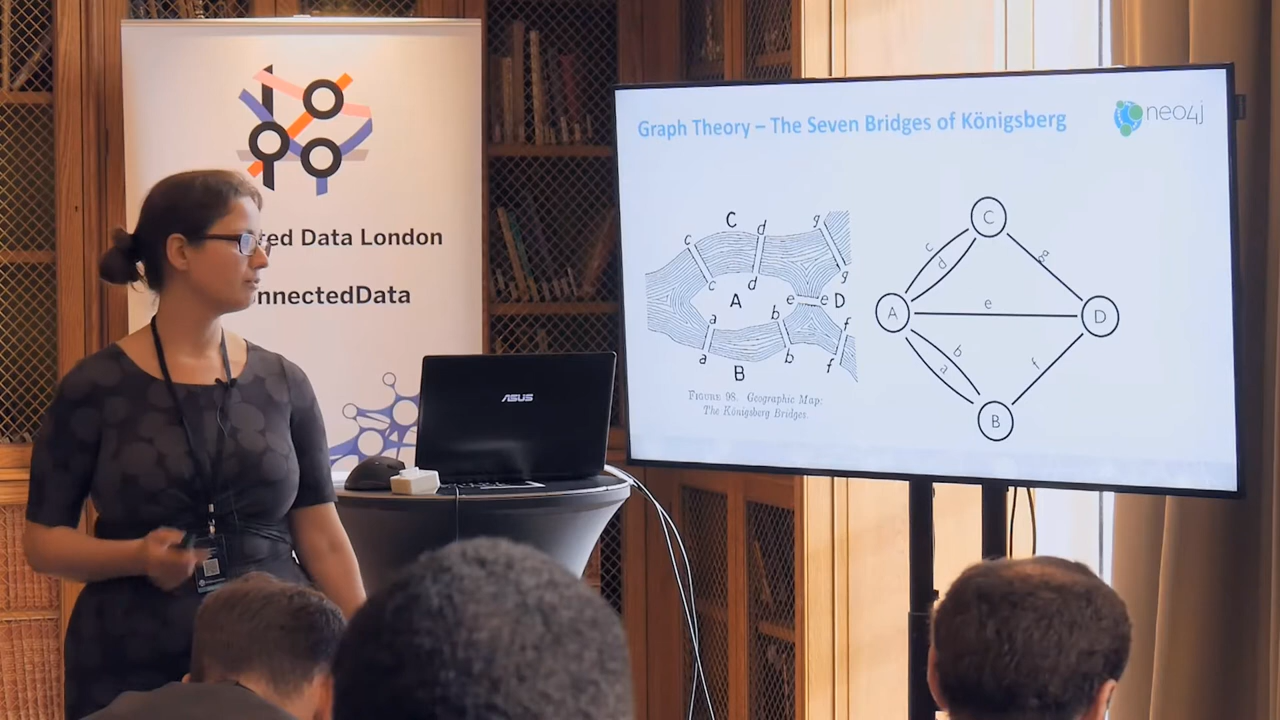 Graph Theory – The Seven Bridges of Königsberg
neo4j
ed Data London
nnectedData
ASUS
C
c
d
g
c
d
g
A
e
e
D
a
b
f
a
b
f
B
FIGURE 98. Geographic Map:
The Königsberg Bridges.
C
c
d
g
A
e
D
b
a
f
B